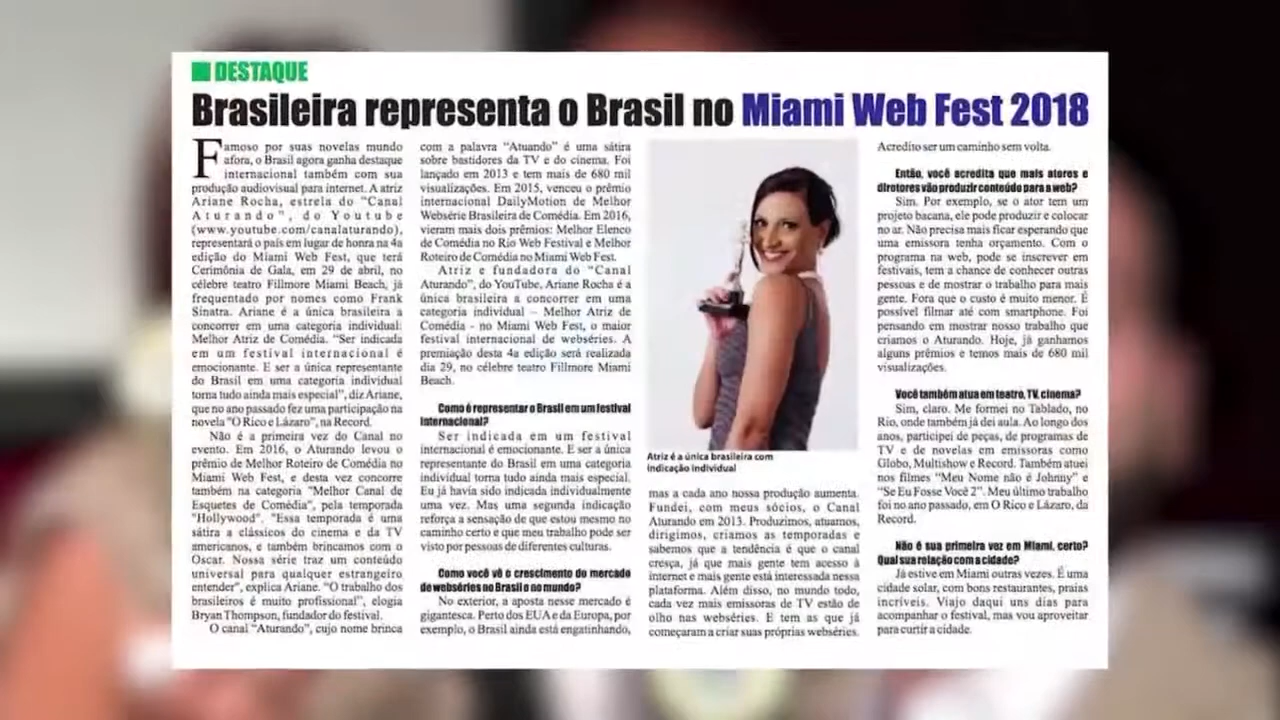 DESTAQUE
Brasileira representa o Brasil no Miami Web Fest 2018
Famoso por suas novelas mundo
afora, o Brasil agora ganha destaque
internacional também com sua
produção audiovisual para internet. A atriz
Ariane Rocha, estrela do "Canal
Aturando", do Youtube
(www.youtube.com/canalaturando),
representará o país em lugar de honra na 4a
edição do Miami Web Fest, que terá
Cerimônia de Gala, em 29 de abril, no
célebre teatro Fillmore Miami Beach, já
frequentado por nomes como Frank
Sinatra. Ariane é a única brasileira a
concorrer em uma categoria individual:
Melhor Atriz de Comédia. "Ser indicada
em um festival internacional é
emocionante. E ser a única representante
do Brasil em uma categoria individual
torna tudo ainda mais especial", diz Ariane,
que no ano passado fez uma participação na
novela "O Rico e Lázaro", na Record.
Não é a primeira vez do Canal no
evento. Em 2016, o Aturando levou o
prêmio de Melhor Roteiro de Comédia no
Miami Web Fest, e desta vez concorre
também na categoria "Melhor Canal de
Esquetes de Comédia", pela temporada
"Hollywood". "Essa temporada é uma
sátira a clássicos do cinema e da TV
americanos, e também brincamos com o
Oscar. Nossa série traz um conteúdo
universal para qualquer estrangeiro
entender", explica Ariane. "O trabalho dos
brasileiros é muito profissional", elogia
Bryan Thompson, fundador do festival.
O canal "Aturando", cujo nome brinca
com a palavra "Atuando" é uma sátira
sobre bastidores da TV e do cinema. Foi
lançado em 2013 e tem mais de 680 mil
visualizações. Em 2015, venceu o prêmio
internacional DailyMotion de Melhor
Websérie Brasileira de Comédia. Em 2016,
vieram mais dois prêmios: Melhor Elenco
de Comédia no Rio Web Festival e Melhor
Roteiro de Comédia no Miami Web Fest.
Atriz e fundadora do "Canal
Aturando", do YouTube, Ariane Rocha é a
única brasileira a concorrer em uma
categoria individual – Melhor Atriz de
Comédia - no Miami Web Fest, o maior
festival internacional de webséries. A
premiação desta 4a edição será realizada
dia 29, no célebre teatro Fillmore Miami
Beach.
Como é representar o Brasil em um festival
internacional?
Ser indicada em um festival
internacional é emocionante. E ser a única
representante do Brasil em uma categoria
individual torna tudo ainda mais especial.
Eu já havia sido indicada individualmente
uma vez. Mas uma segunda indicação
reforça a sensação de que estou mesmo no
caminho certo e que meu trabalho pode ser
visto por pessoas de diferentes culturas.
Como você vê o crescimento do mercado
de webséries no Brasil e no mundo?
No exterior, a aposta nesse mercado é
gigantesca. Perto dos EUA e da Europa, por
exemplo, o Brasil ainda está engatinhando,
Atriz é a única brasileira com
indicação individual
mas a cada ano nossa produção aumenta.
Fundei, com meus sócios, o Canal
Aturando em 2013. Produzimos, atuamos,
dirigimos, criamos as temporadas e
sabemos que a tendência é que o canal
cresça, já que mais gente tem acesso à
internet e mais gente está interessada nessa
plataforma. Além disso, no mundo todo,
cada vez mais emissoras de TV estão de
olho nas webséries. E tem as que já
começaram a criar suas próprias webséries.
Acredito ser um caminho sem volta.
Então, você acredita que mais atores e
diretores vão produzir conteúdo para a web?
Sim. Por exemplo, se o ator tem um
projeto bacana, ele pode produzir e colocar
no ar. Não precisa mais ficar esperando que
uma emissora tenha orçamento. Com o
programa na web, pode se inscrever em
festivais, tem a chance de conhecer outras
pessoas e de mostrar o trabalho para mais
gente. Fora que o custo é muito menor. É
possível filmar até com smartphone. Foi
pensando em mostrar nosso trabalho que
criamos o Aturando. Hoje, já ganhamos
alguns prêmios e temos mais de 680 mil
visualizações.
Você também atua em teatro, TV, cinema?
Sim, claro. Me formei no Tablado, no
Rio, onde também já dei aula. Ao longo dos
anos, participei de peças, de programas de
TV e de novelas em emissoras como
Globo, Multishow e Record. Também atuei
nos filmes "Meu Nome não é Johnny" e
"Se Eu Fosse Você 2". Meu último trabalho
foi no ano passado, em O Rico e Lázaro, da
Record.
Não é sua primeira vez em Miami, certo?
Qual sua relação com a cidade?
Já estive em Miami outras vezes. É uma
cidade solar, com bons restaurantes, praias
incríveis. Viajo daqui uns dias para
acompanhar o festival, mas vou aproveitar
para curtir a cidade.